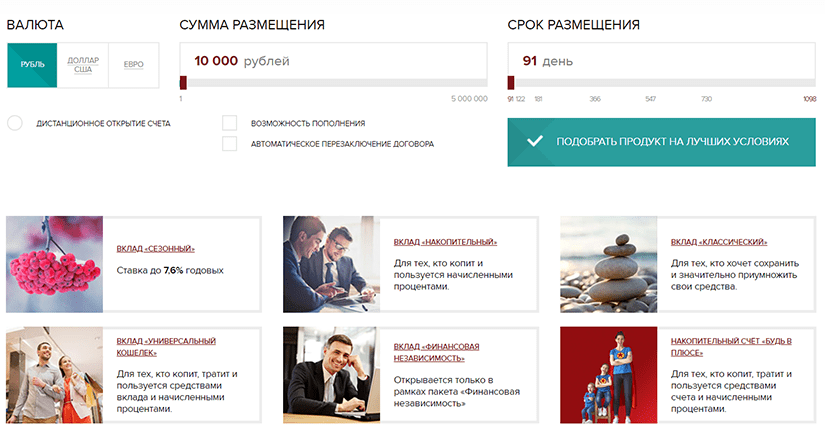 ВАЛЮТА
СУММА РАЗМЕЩЕНИЯ
СРОК РАЗМЕЩЕНИЯ
РУБЛЬ
ДОЛЛАР
США
ЕВРО
10 000 рублей
91 день
1
5 000 000
91 122 181 366 547 730 1098
ДИСТАНЦИОННОЕ ОТКРЫТИЕ СЧЕТА
ВОЗМОЖНОСТЬ ПОПОЛНЕНИЯ
АВТОМАТИЧЕСКОЕ ПЕРЕЗАКЛЮЧЕНИЕ ДОГОВОРА
ПОДОБРАТЬ ПРОДУКТ НА ЛУЧШИХ УСЛОВИЯХ
ВКЛАД «СЕЗОННЫЙ»
Ставка до 7,6% годовых
ВКЛАД «НАКОПИТЕЛЬНЫЙ»
Для тех, кто копит и
пользуется начисленными
процентами.
ВКЛАД «КЛАССИЧЕСКИЙ»
Для тех, кто хочет сохранить
и значительно приумножить
свои средства.
ВКЛАД «УНИВЕРСАЛЬНЫЙ
КОШЕЛЕК»
Для тех, кто копит, тратит и
пользуется средствами
вклада и начисленными
процентами.
ВКЛАД «ФИНАНСОВАЯ
НЕЗАВИСИМОСТЬ»
Открывается только в
рамках пакета «Финансовая
независимость»
НАКОПИТЕЛЬНЫЙ СЧЕТ «БУДЬ В
ПЛЮСЕ»
Для тех, кто копит, тратит и
пользуется средствами
счета и начисленными
процентами.